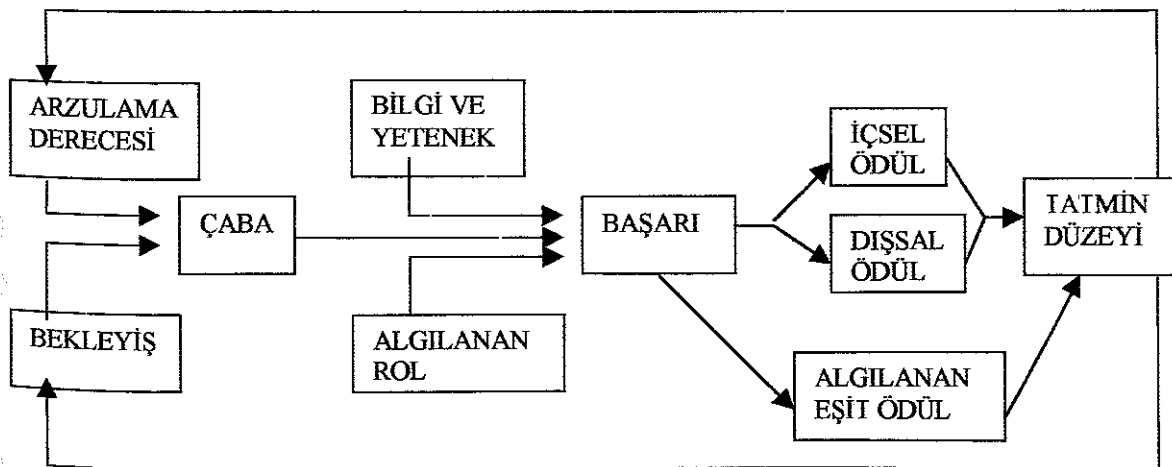 ARZULAMA
DERECESİ
BİLGİ VE
YETENEK
İÇSEL
ÖDÜL
ÇABA
BAŞARI
DIŞSAL
ÖDÜL
TATMİN
DÜZEYİ
BEKLEYİŞ
ALGILANAN
ROL
ALGILANAN
EŞİT ÖDÜL